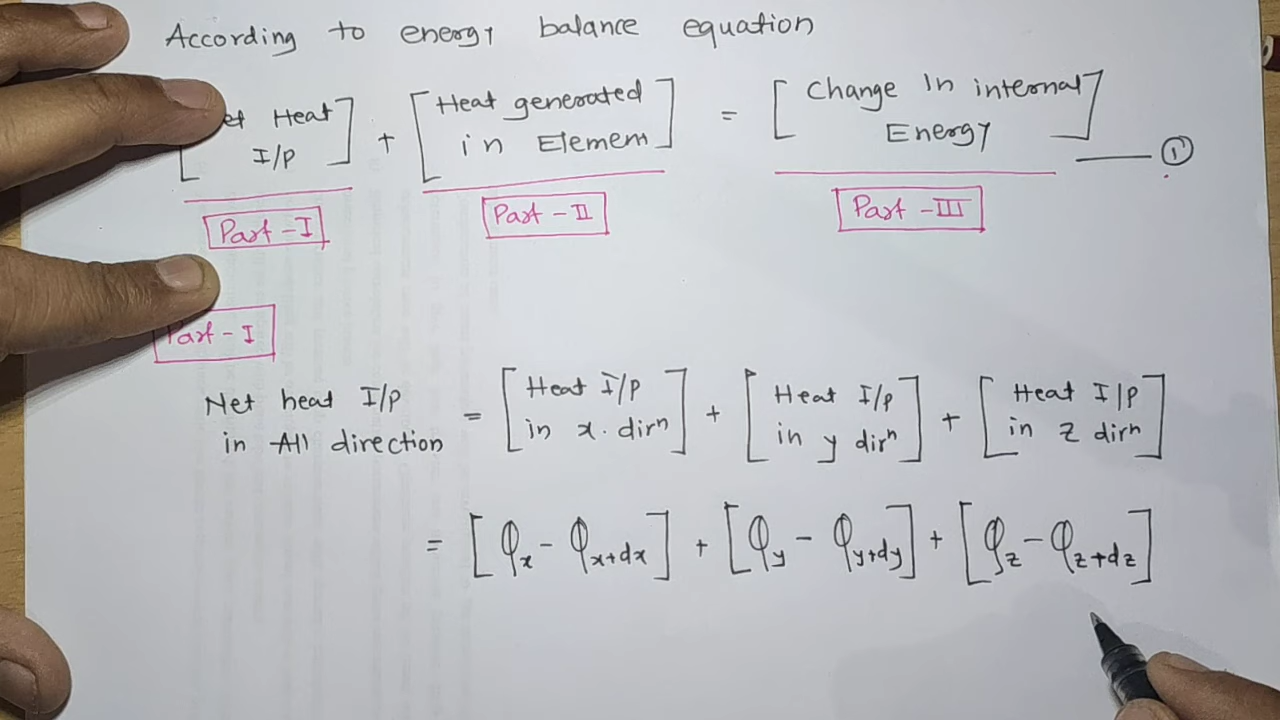 According to energy balance equation
[et Heat I/p] + [Heat generated in Elemem] = [Change In internal Energy] —— ①
Part-I Part-II Part-III
Part-I
Net heat I/p in All direction = [Heat I/p in x. dirⁿ] + [Heat I/p in y dirⁿ] + [Heat I/p in z dirⁿ]
= [Qx - Qx+dx] + [Qy - Qy+dy] + [Qz - Qz+dz]